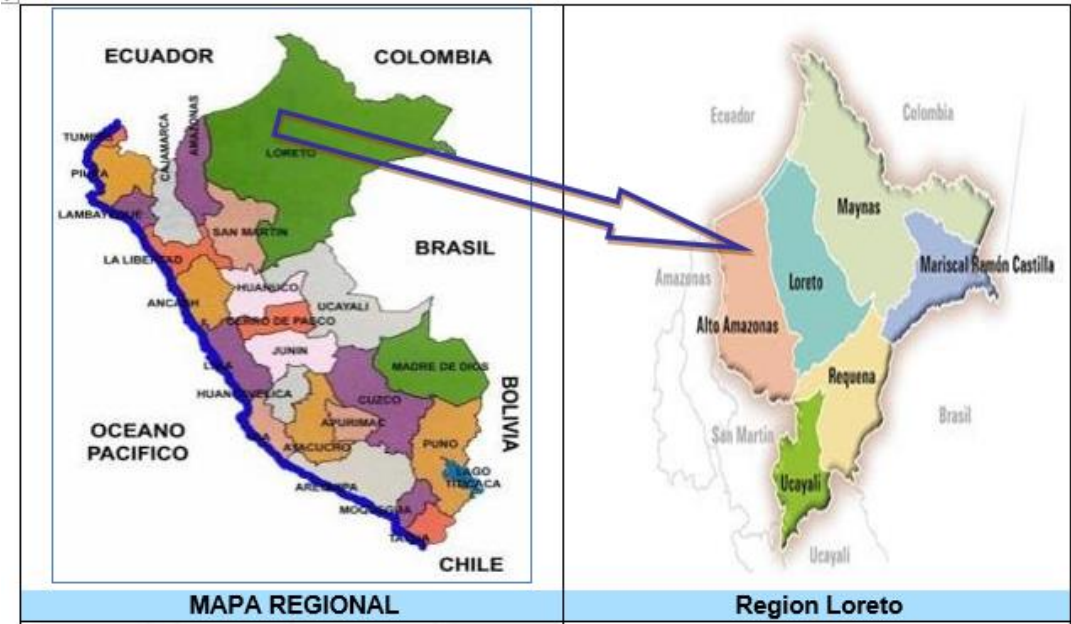 ECUADOR
COLOMBIA
TUMBES
CAJAMARCA
AMAZONAS
LORETO
PIURA
LAMBAYEQUE
SAN MARTIN
BRASIL
LA LIBERTAD
HUANUCO
ANCASH
UCAYALI
CERRO DE PASCO
JUNIN
LIMA
MADRE DE DIOS
HUANCAVELICA
CUZCO
BOLIVIA
APURIMAC
OCEANO
PACIFICO
AYACUCHO
PUNO
LAGO
TITICACA
AREQUIPA
MOQUEGUA
TACNA
CHILE
MAPA REGIONAL
Ecuador
Colombia
Maynas
Amazonas
Loreto
Mariscal Ramón Castilla
Alto Amazonas
Requena
San Martin
Brasil
Ucayali
Ucayali
Region Loreto